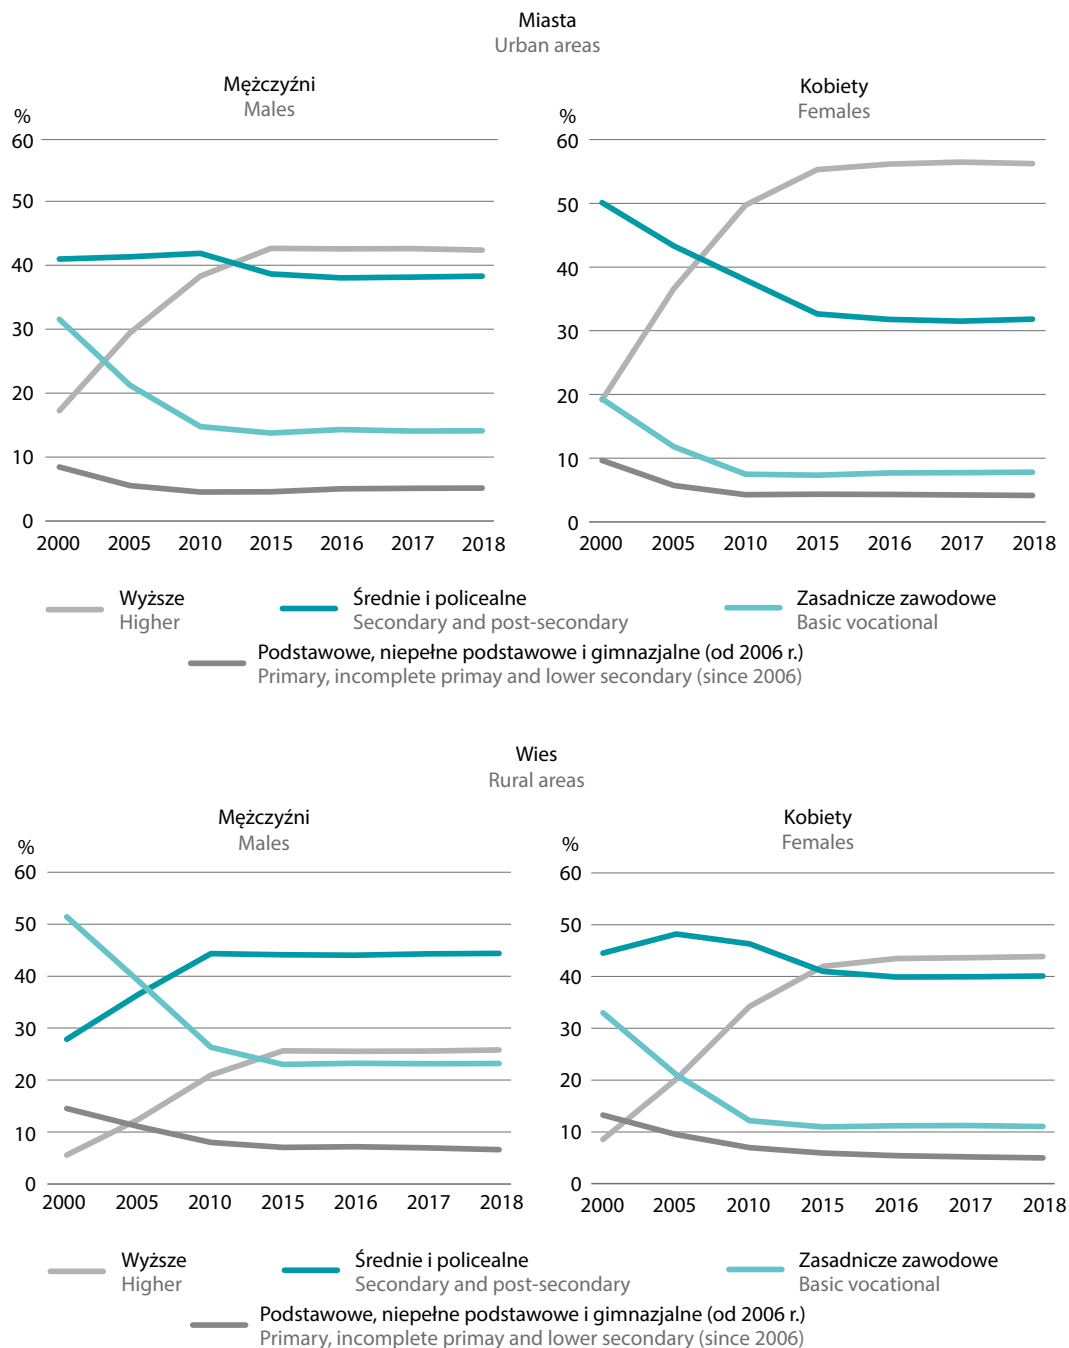 Miasta
Urban areas
Mężczyźni
Males
%
60
50
40
30
20
10
0
2000 2005 2010 2015 2016 2017 2018
Kobiety
Females
%
60
50
40
30
20
10
0
2000 2005 2010 2015 2016 2017 2018
Wyższe
Higher
Średnie i policealne
Secondary and post-secondary
Zasadnicze zawodowe
Basic vocational
Podstawowe, niepełne podstawowe i gimnazjalne (od 2006 r.)
Primary, incomplete primay and lower secondary (since 2006)
Wies
Rural areas
Mężczyźni
Males
%
60
50
40
30
20
10
0
2000 2005 2010 2015 2016 2017 2018
Kobiety
Females
%
60
50
40
30
20
10
0
2000 2005 2010 2015 2016 2017 2018
Wyższe
Higher
Średnie i policealne
Secondary and post-secondary
Zasadnicze zawodowe
Basic vocational
Podstawowe, niepełne podstawowe i gimnazjalne (od 2006 r.)
Primary, incomplete primay and lower secondary (since 2006)